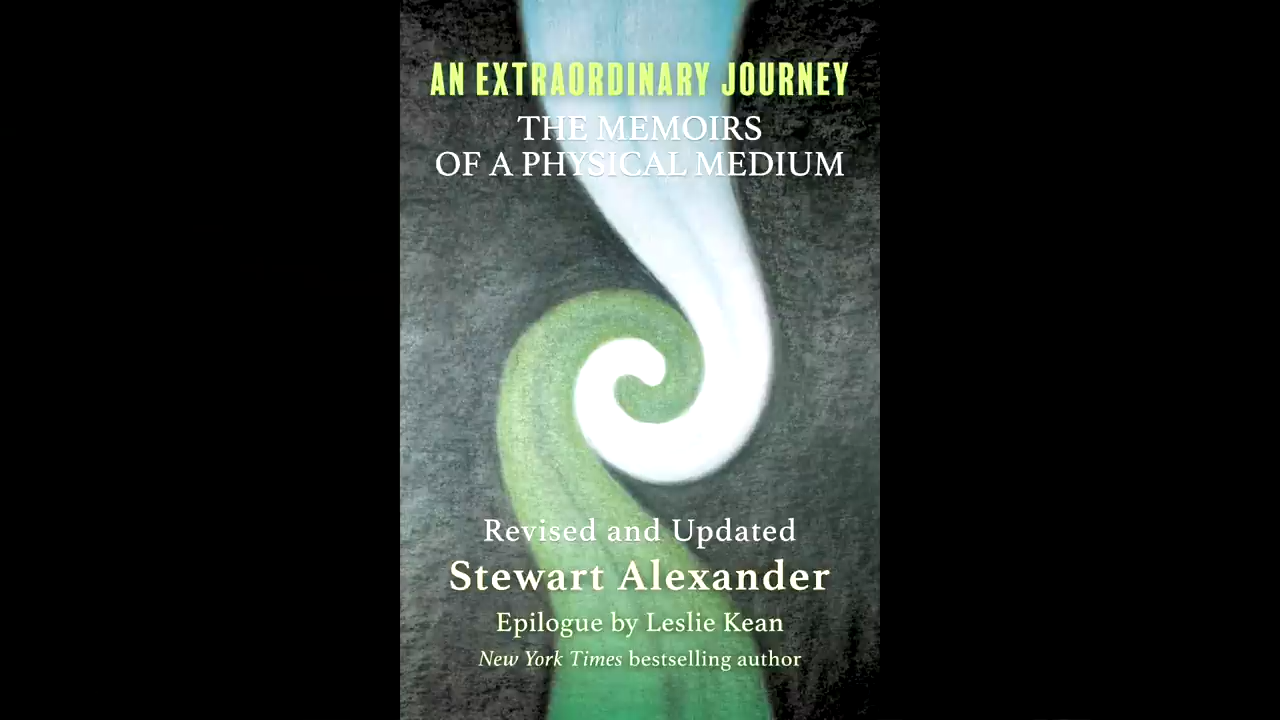 AN EXTRAORDINARY JOURNEY
THE MEMOIRS
OF A PHYSICAL MEDIUM
Revised and Updated
Stewart Alexander
Epilogue by Leslie Kean
New York Times bestselling author